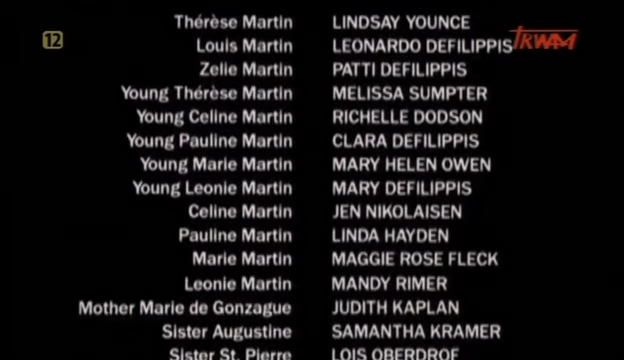 12
TRWAM
Thérèse Martin LINDSAY YOUNCE
Louis Martin LEONARDO DEFILIPPIS
Zelie Martin PATTI DEFILIPPIS
Young Thérèse Martin MELISSA SUMPTER
Young Celine Martin RICHELLE DODSON
Young Pauline Martin CLARA DEFILIPPIS
Young Marie Martin MARY HELEN OWEN
Young Leonie Martin MARY DEFILIPPIS
Celine Martin JEN NIKOLAISEN
Pauline Martin LINDA HAYDEN
Marie Martin MAGGIE ROSE FLECK
Leonie Martin MANDY RIMER
Mother Marie de Gonzague JUDITH KAPLAN
Sister Augustine SAMANTHA KRAMER
Sister St. Pierre LOIS OBERDROF